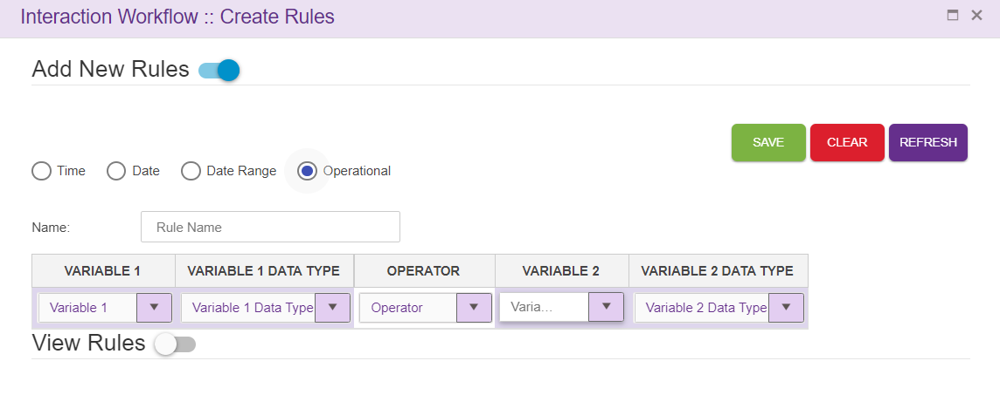 Interaction Workflow :: Create Rules
Add New Rules
SAVE CLEAR REFRESH
Time Date Date Range Operational
Name: Rule Name
VARIABLE 1 VARIABLE 1 DATA TYPE OPERATOR VARIABLE 2 VARIABLE 2 DATA TYPE
Variable 1 Variable 1 Data Type Operator Varia... Variable 2 Data Type
View Rules